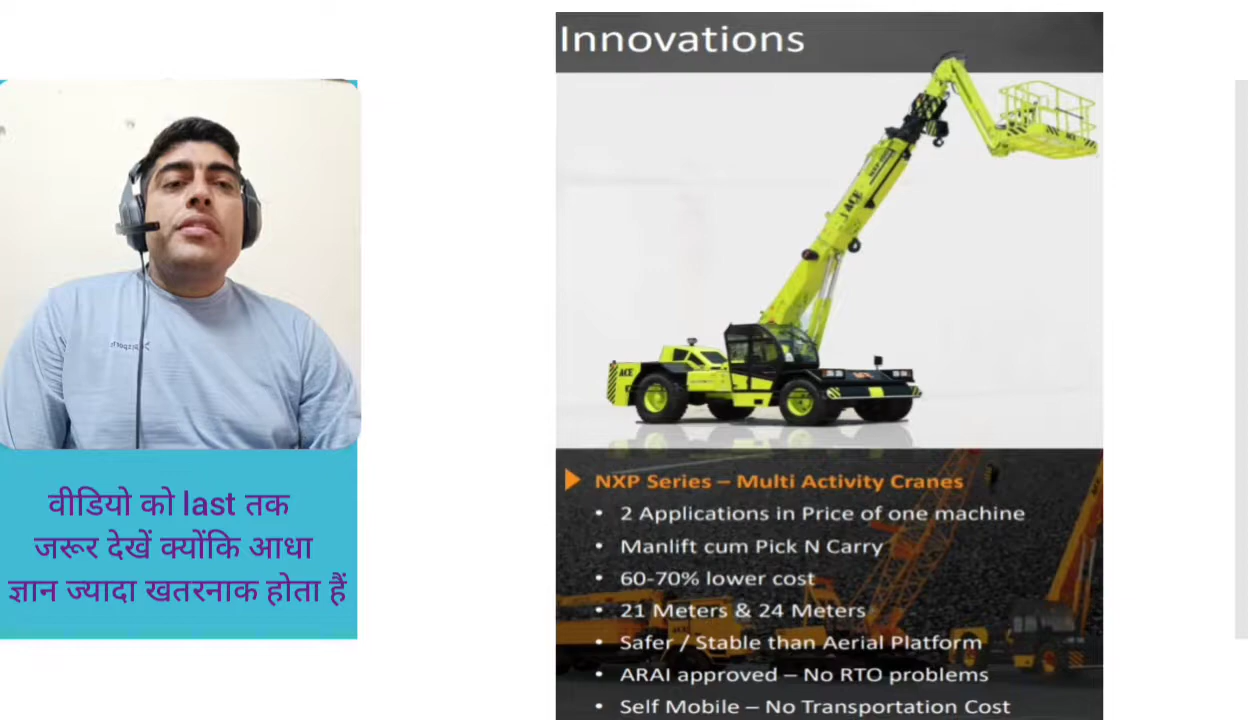 Innovations
ACE
ACE
वीडियो को last तक
जरूर देखें क्योंकि आधा
ज्ञान ज्यादा खतरनाक होता हैं
NXP Series – Multi Activity Cranes
• 2 Applications in Price of one machine
• Manlift cum Pick N Carry
• 60-70% lower cost
• 21 Meters & 24 Meters
• Safer / Stable than Aerial Platform
• ARAI approved – No RTO problems
• Self Mobile – No Transportation Cost